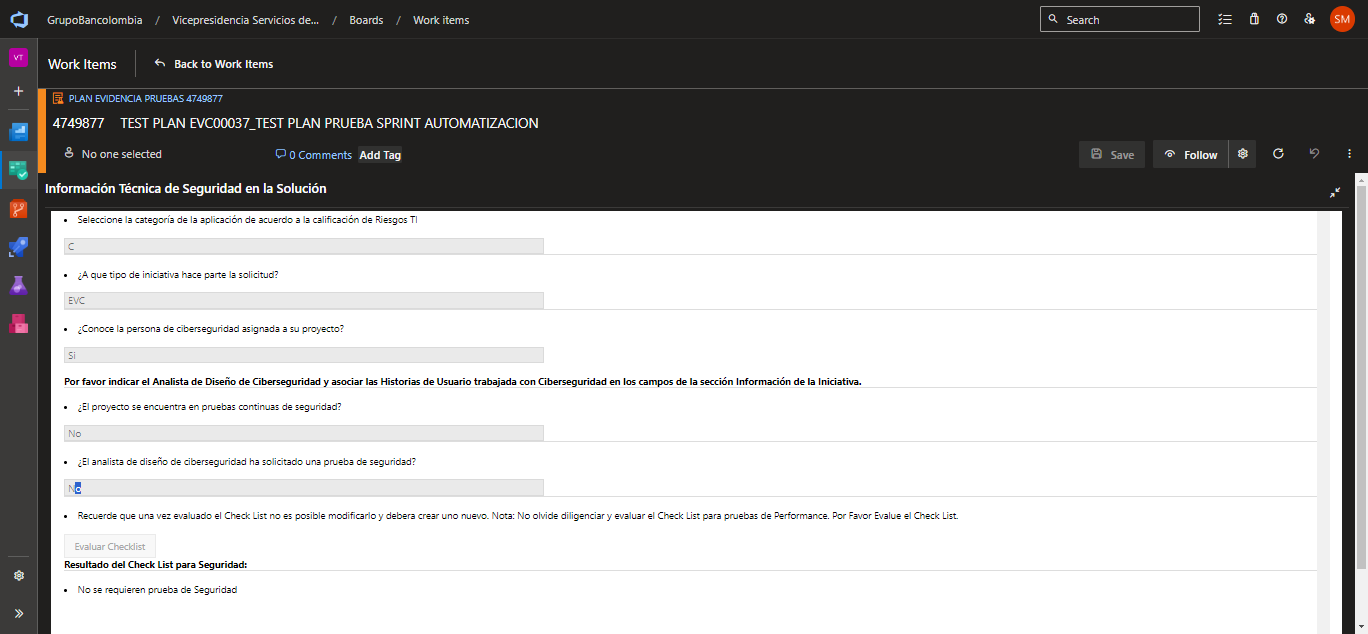 GrupoBancolombia / Vicepresidencia Servicios de... / Boards / Work items
Search
SM
VT
Work Items
Back to Work Items
PLAN EVIDENCIA PRUEBAS 4749877
4749877 TEST PLAN EVC00037_TEST PLAN PRUEBA SPRINT AUTOMATIZACION
No one selected
0 Comments
Add Tag
Save
Follow
Información Técnica de Seguridad en la Solución
• Seleccione la categoría de la aplicación de acuerdo a la calificación de Riesgos TI
C
• ¿A que tipo de iniciativa hace parte la solicitud?
EVC
• ¿Conoce la persona de ciberseguridad asignada a su proyecto?
Si
Por favor indicar el Analista de Diseño de Ciberseguridad y asociar las Historias de Usuario trabajada con Ciberseguridad en los campos de la sección Información de la Iniciativa.
• ¿El proyecto se encuentra en pruebas continuas de seguridad?
No
• ¿El analista de diseño de ciberseguridad ha solicitado una prueba de seguridad?
No
• Recuerde que una vez evaluado el Check List no es posible modificarlo y debera crear uno nuevo. Nota: No olvide diligenciar y evaluar el Check List para pruebas de Performance. Por Favor Evalue el Check List.
Evaluar Checklist
Resultado del Check List para Seguridad:
• No se requieren prueba de Seguridad